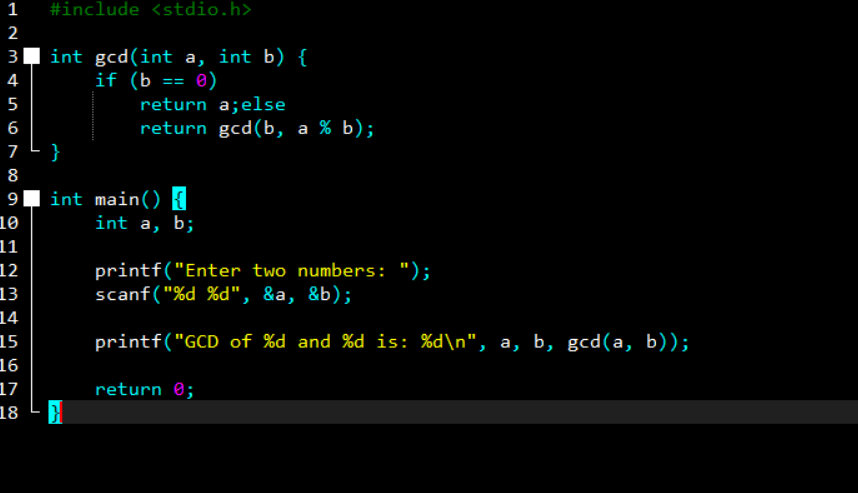 1 #include <stdio.h>
2
3 int gcd(int a, int b) {
4     if (b == 0)
5         return a;else
6         return gcd(b, a % b);
7 }
8
9 int main() {
10     int a, b;
11
12     printf("Enter two numbers: ");
13     scanf("%d %d", &a, &b);
14
15     printf("GCD of %d and %d is: %d\n", a, b, gcd(a, b));
16
17     return 0;
18 }